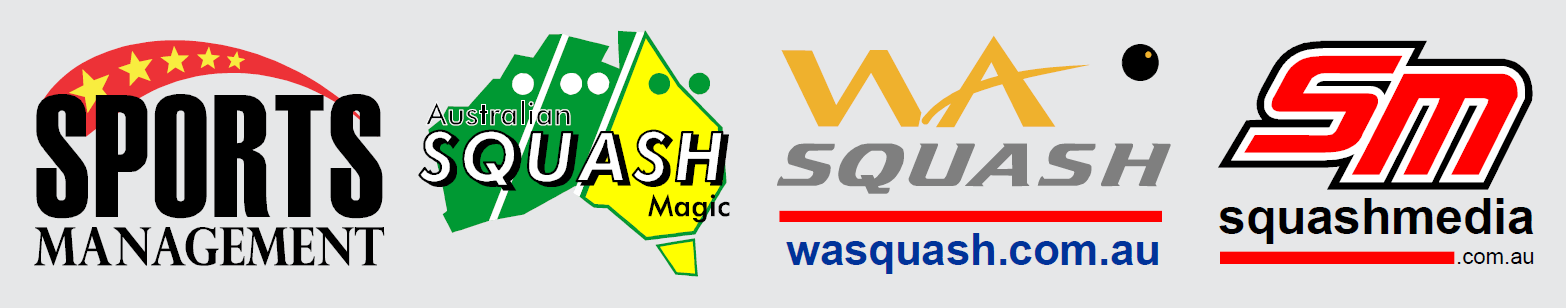 SPORTS
MANAGEMENT
Australian
SQUASH
Magic
WA
SQUASH
wasquash.com.au
SM
squashmedia
.com.au